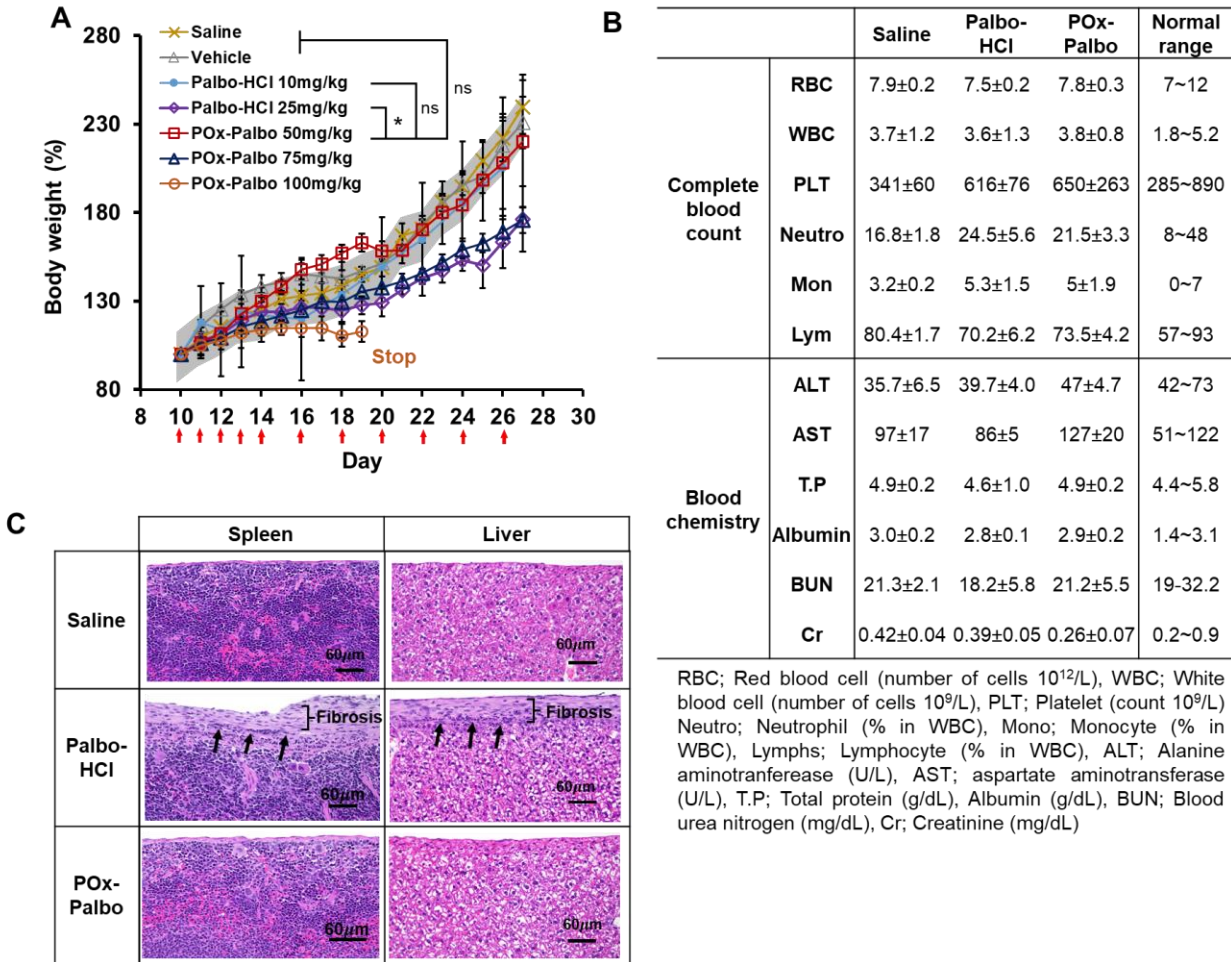 A
280
230
180
130
80
Body weight (%)
Saline
Vehicle
Palbo-HCl 10mg/kg
Palbo-HCl 25mg/kg
POx-Palbo 50mg/kg
POx-Palbo 75mg/kg
POx-Palbo 100mg/kg
*
ns
ns
Stop
8 10 12 14 16 18 20 22 24 26 28 30
Day
B
Saline Palbo-HCl POx-Palbo Normal range
Complete blood count
RBC 7.9±0.2 7.5±0.2 7.8±0.3 7~12
WBC 3.7±1.2 3.6±1.3 3.8±0.8 1.8~5.2
PLT 341±60 616±76 650±263 285~890
Neutro 16.8±1.8 24.5±5.6 21.5±3.3 8~48
Mon 3.2±0.2 5.3±1.5 5±1.9 0~7
Lym 80.4±1.7 70.2±6.2 73.5±4.2 57~93
Blood chemistry
ALT 35.7±6.5 39.7±4.0 47±4.7 42~73
AST 97±17 86±5 127±20 51~122
T.P 4.9±0.2 4.6±1.0 4.9±0.2 4.4~5.8
Albumin 3.0±0.2 2.8±0.1 2.9±0.2 1.4~3.1
BUN 21.3±2.1 18.2±5.8 21.2±5.5 19-32.2
Cr 0.42±0.04 0.39±0.05 0.26±0.07 0.2~0.9
RBC; Red blood cell (number of cells 10¹²/L), WBC; White
blood cell (number of cells 10⁹/L), PLT; Platelet (count 10⁹/L)
Neutro; Neutrophil (% in WBC), Mono; Monocyte (% in
WBC), Lymphs; Lymphocyte (% in WBC), ALT; Alanine
aminotranferease (U/L), AST; aspartate aminotransferase
(U/L), T.P; Total protein (g/dL), Albumin (g/dL), BUN; Blood
urea nitrogen (mg/dL), Cr; Creatinine (mg/dL)
C
Spleen Liver
Saline
60μm 60μm
Palbo-
HCl
Fibrosis Fibrosis
60μm 60μm
POx-
Palbo
60μm 60μm